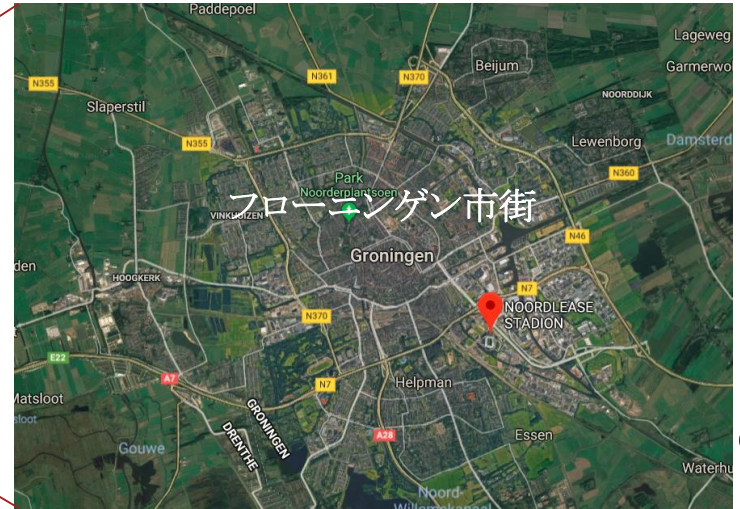 Paddepoel
Lageweg
Beijum
Garmerwo
N361
N370
N355
NOORDDIJK
Slaperstil
Lewenborg
Damsterd
N355
N360
Park
Noorderplantsoen
フローニンゲン市街
VINKHUIZEN
N46
Groningen
den
HOOGKERK
N7
NOORDLEASE
STADION
N370
E22
A7
N7
Helpman
Matsloot
sloot
GRONINGEN
DRENTHE
A28
Essen
Gouwe
Waterhu
Noord-
Willemskanaal